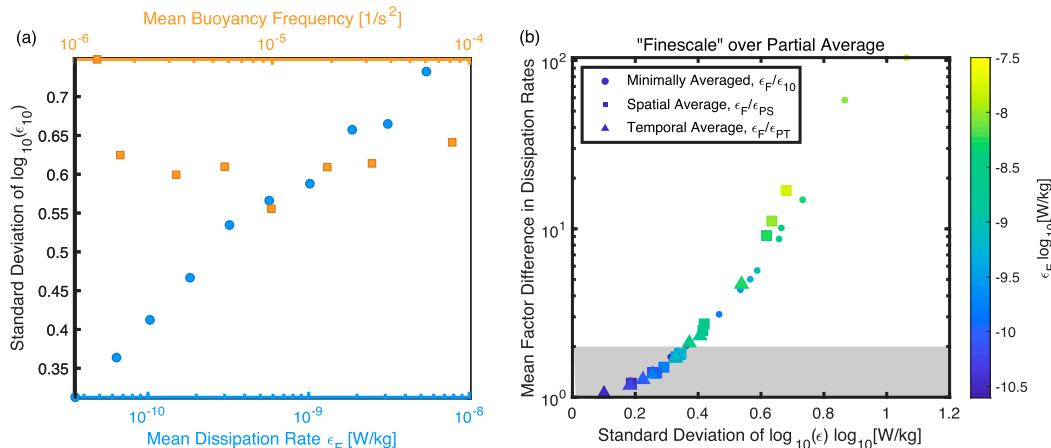 (a)
Mean Buoyancy Frequency [1/s²]
10⁻⁶
10⁻⁵
10⁻⁴
Standard Deviation of log₁₀(ϵ₁₀)
0.7
0.65
0.6
0.55
0.5
0.45
0.4
0.35
10⁻¹⁰
10⁻⁹
10⁻⁸
Mean Dissipation Rate ϵ_F [W/kg]
(b)
"Finescale" over Partial Average
Minimally Averaged, ϵ_F/ϵ₁₀
Spatial Average, ϵ_F/ϵ_PS
Temporal Average, ϵ_F/ϵ_PT
Mean Factor Difference in Dissipation Rates
10²
10¹
10⁰
0
0.2
0.4
0.6
0.8
1
1.2
Standard Deviation of log₁₀(ϵ) log₁₀[W/kg]
-7.5
-8
-8.5
-9
-9.5
-10
-10.5
ϵ_F log₁₀[W/kg]